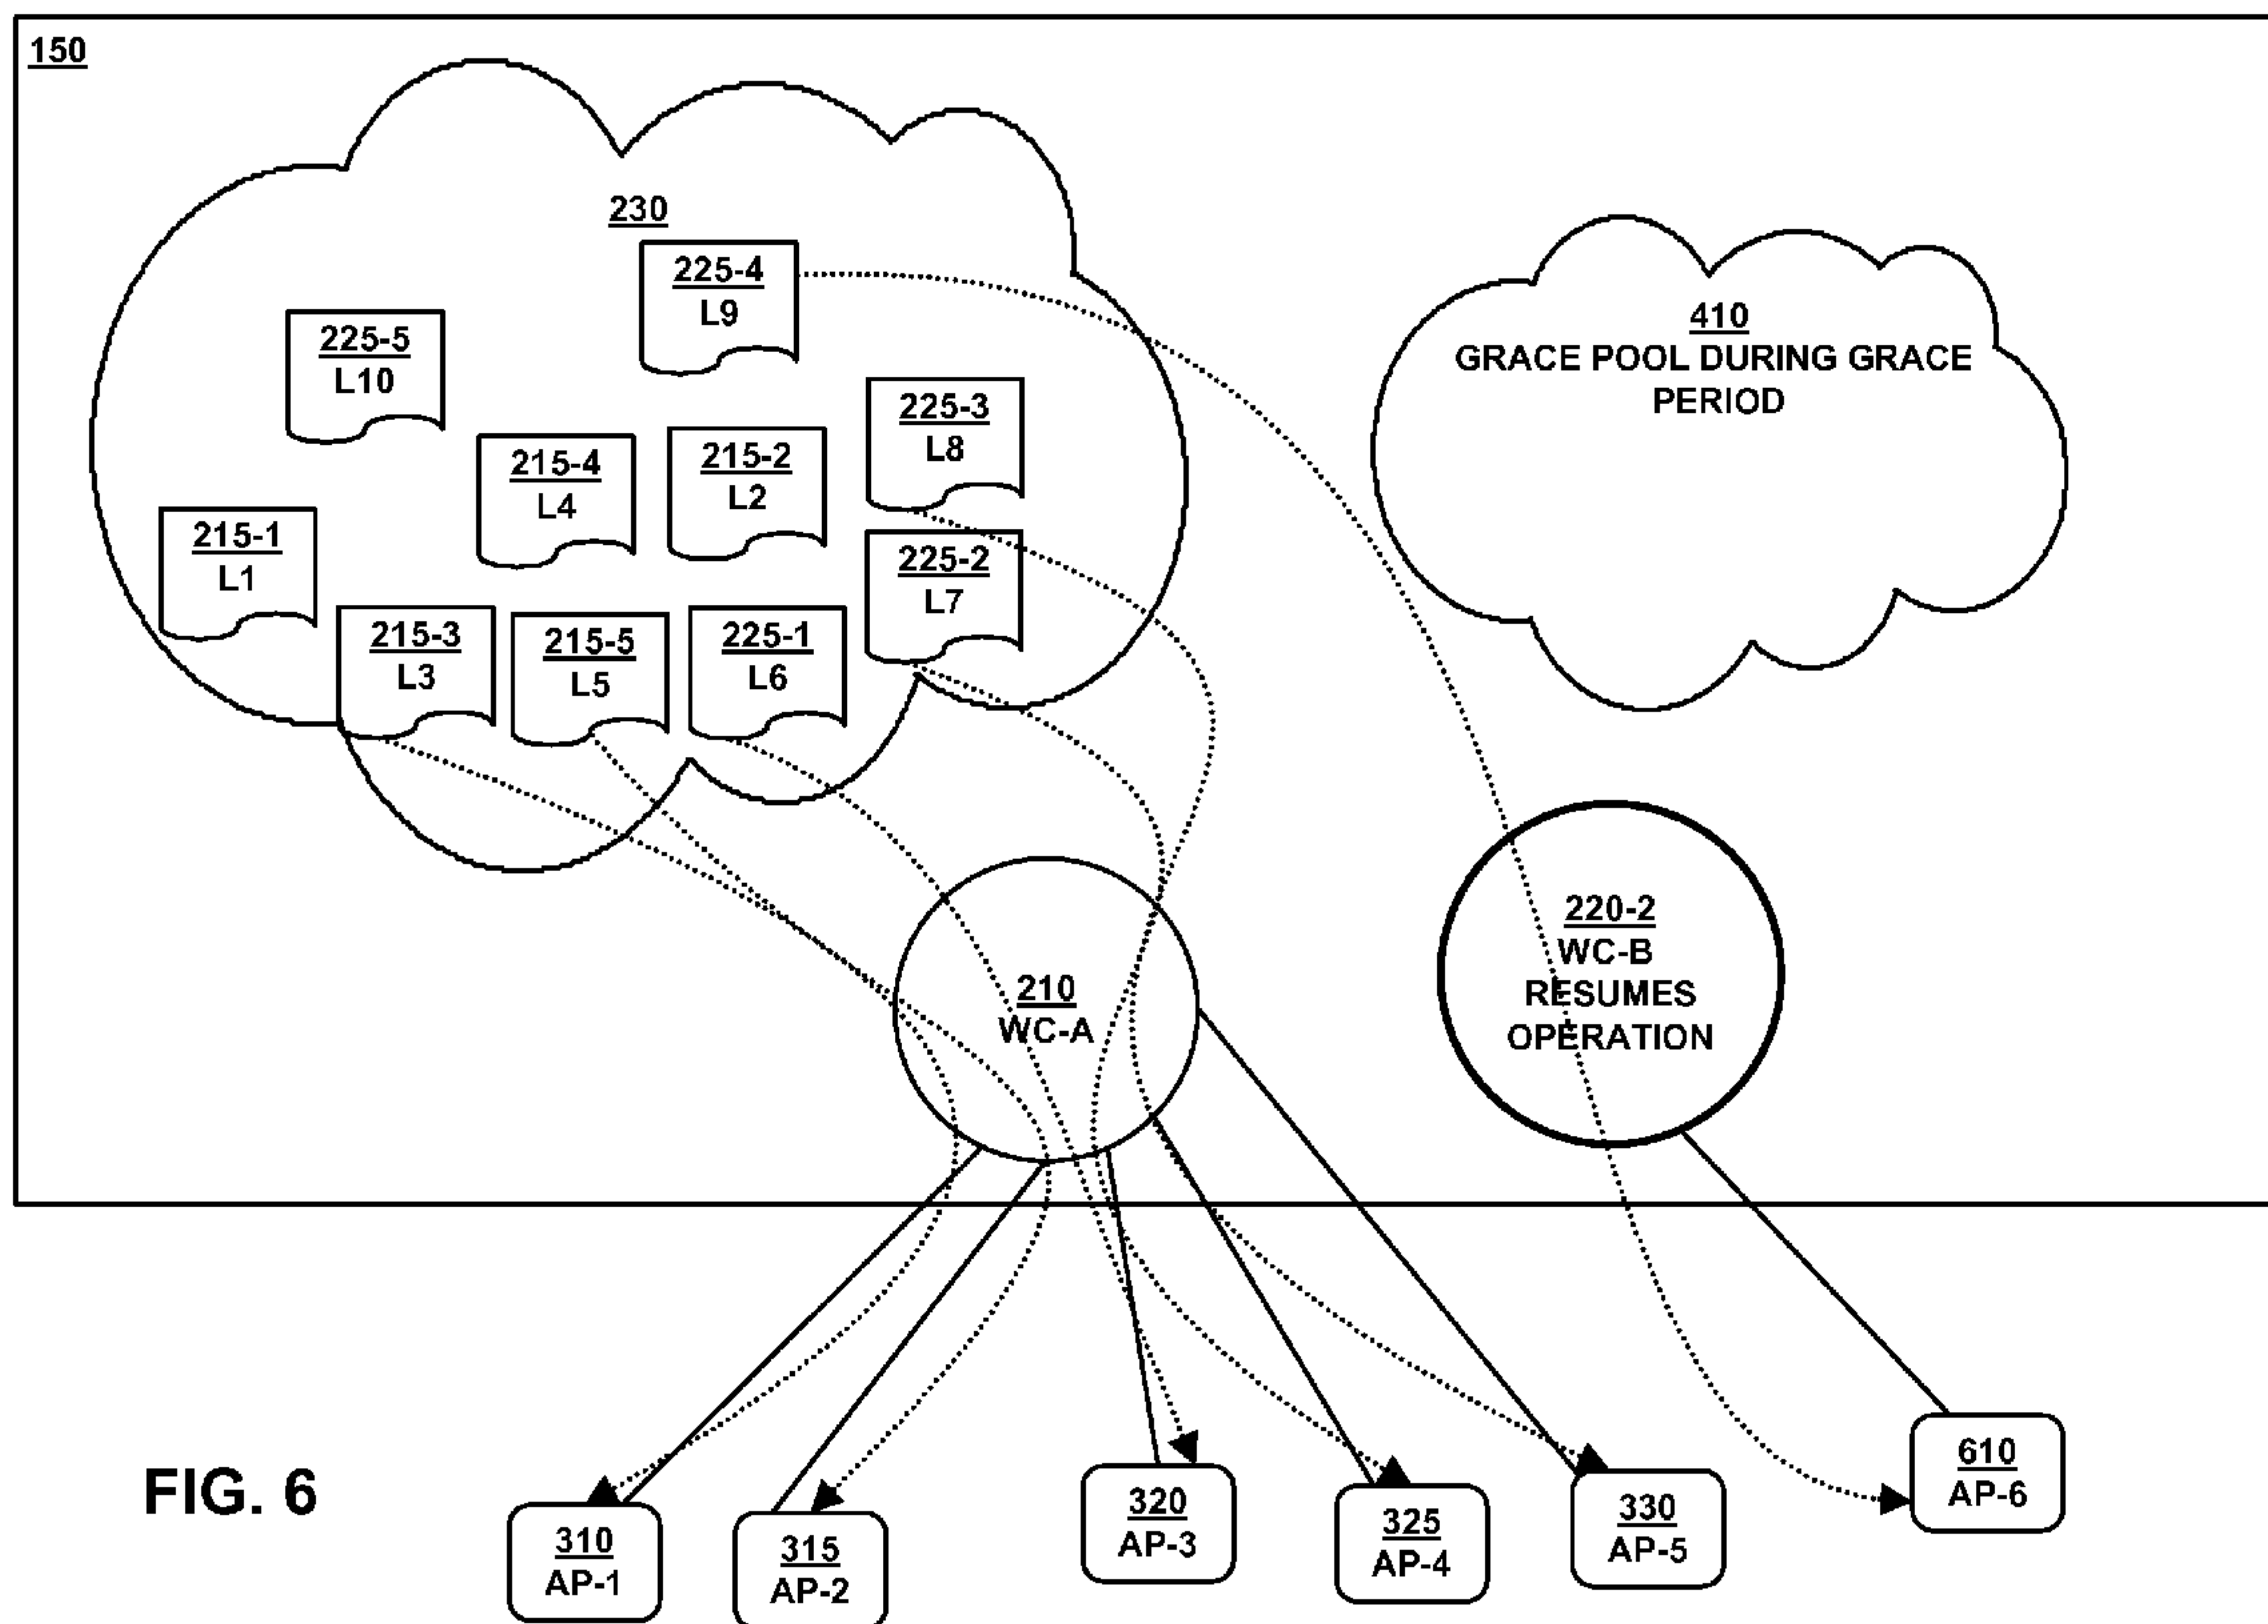 150
230
225-4
L9
225-5
L10
225-3
L8
215-4
L4
215-2
L2
215-1
L1
225-2
L7
215-3
L3
215-5
L5
225-1
L6
410
GRACE POOL DURING GRACE
PERIOD
210
WC-A
220-2
WC-B
RESUMES
OPERATION
FIG. 6
310
AP-1
315
AP-2
320
AP-3
325
AP-4
330
AP-5
610
AP-6